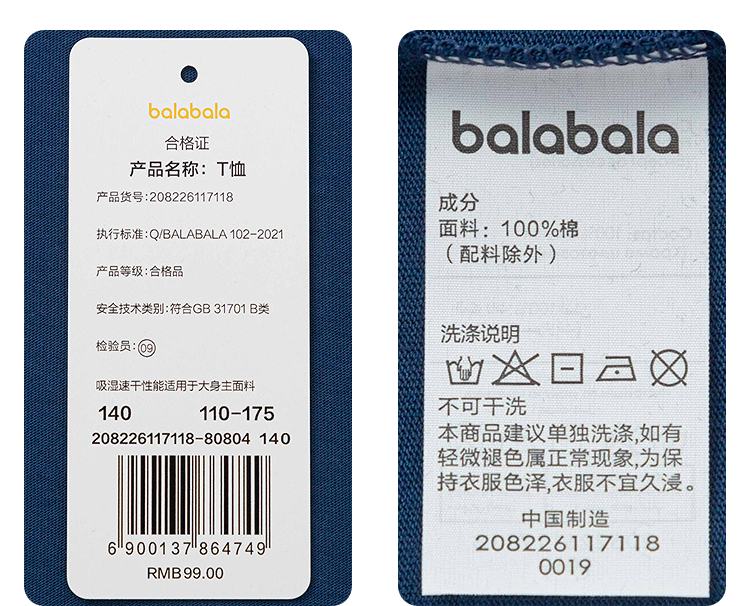 balabala
合格证
产品名称：T恤
产品货号:208226117118
执行标准:Q/BALABALA 102-2021
产品等级:合格品
安全技术类别:符合GB 31701 B类
检验员:09
吸湿速干性能适用于大身主面料
140 110-175
208226117118-80804 140
6 900137 864749
RMB99.00
balabala
成分
面料：100%棉
（配料除外）
洗涤说明
不可干洗
本商品建议单独洗涤,如有
轻微褪色属正常现象,为保
持衣服色泽,衣服不宜久浸。
中国制造
208226117118
0019